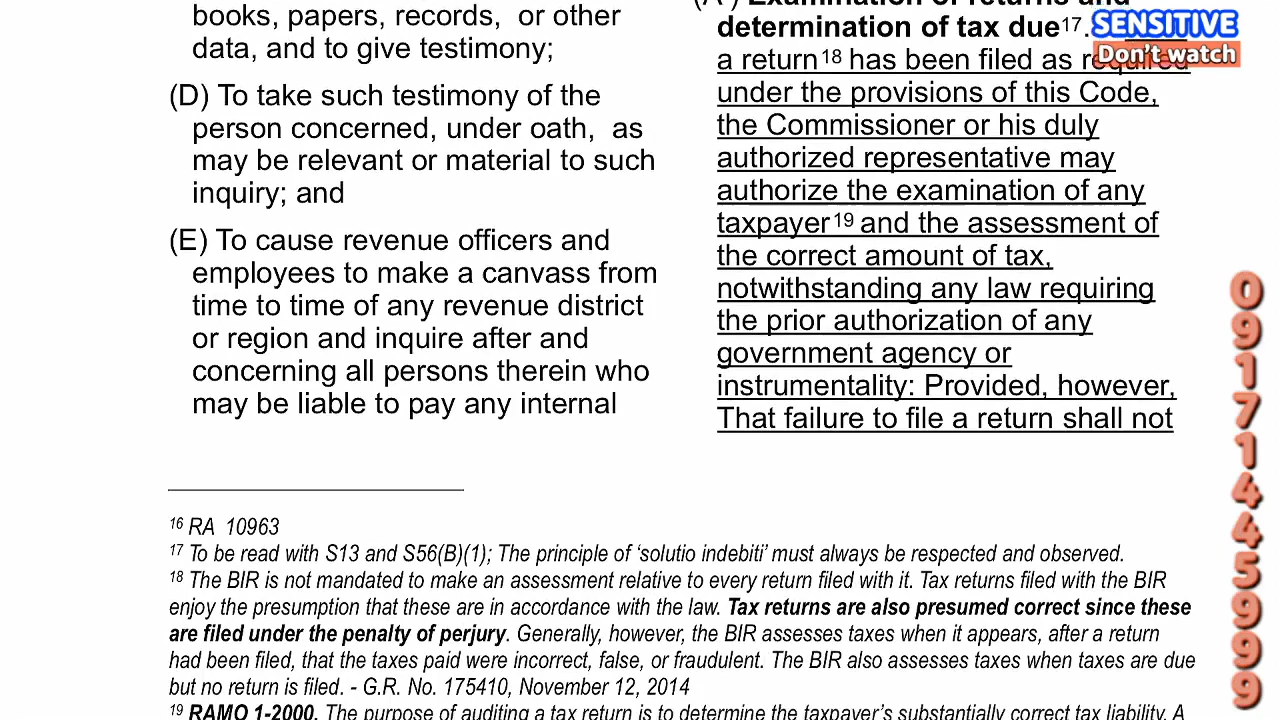 books, papers, records, or other
data, and to give testimony;
(D) To take such testimony of the
person concerned, under oath, as
may be relevant or material to such
inquiry; and
(E) To cause revenue officers and
employees to make a canvass from
time to time of any revenue district
or region and inquire after and
concerning all persons therein who
may be liable to pay any internal
determination of tax due17.
a return18 has been filed as required
under the provisions of this Code,
the Commissioner or his duly
authorized representative may
authorize the examination of any
taxpayer19 and the assessment of
the correct amount of tax,
notwithstanding any law requiring
the prior authorization of any
government agency or
instrumentality: Provided, however,
That failure to file a return shall not
16 RA 10963
17 To be read with S13 and S56(B)(1); The principle of ‘solutio indebiti’ must always be respected and observed.
18 The BIR is not mandated to make an assessment relative to every return filed with it. Tax returns filed with the BIR
enjoy the presumption that these are in accordance with the law. Tax returns are also presumed correct since these
are filed under the penalty of perjury. Generally, however, the BIR assesses taxes when it appears, after a return
had been filed, that the taxes paid were incorrect, false, or fraudulent. The BIR also assesses taxes when taxes are due
but no return is filed. - G.R. No. 175410, November 12, 2014
19 RAMO 1-2000. The purpose of auditing a tax return is to determine the taxpayer's substantially correct tax liability. A
SENSITIVE
Don't watch
09171445999